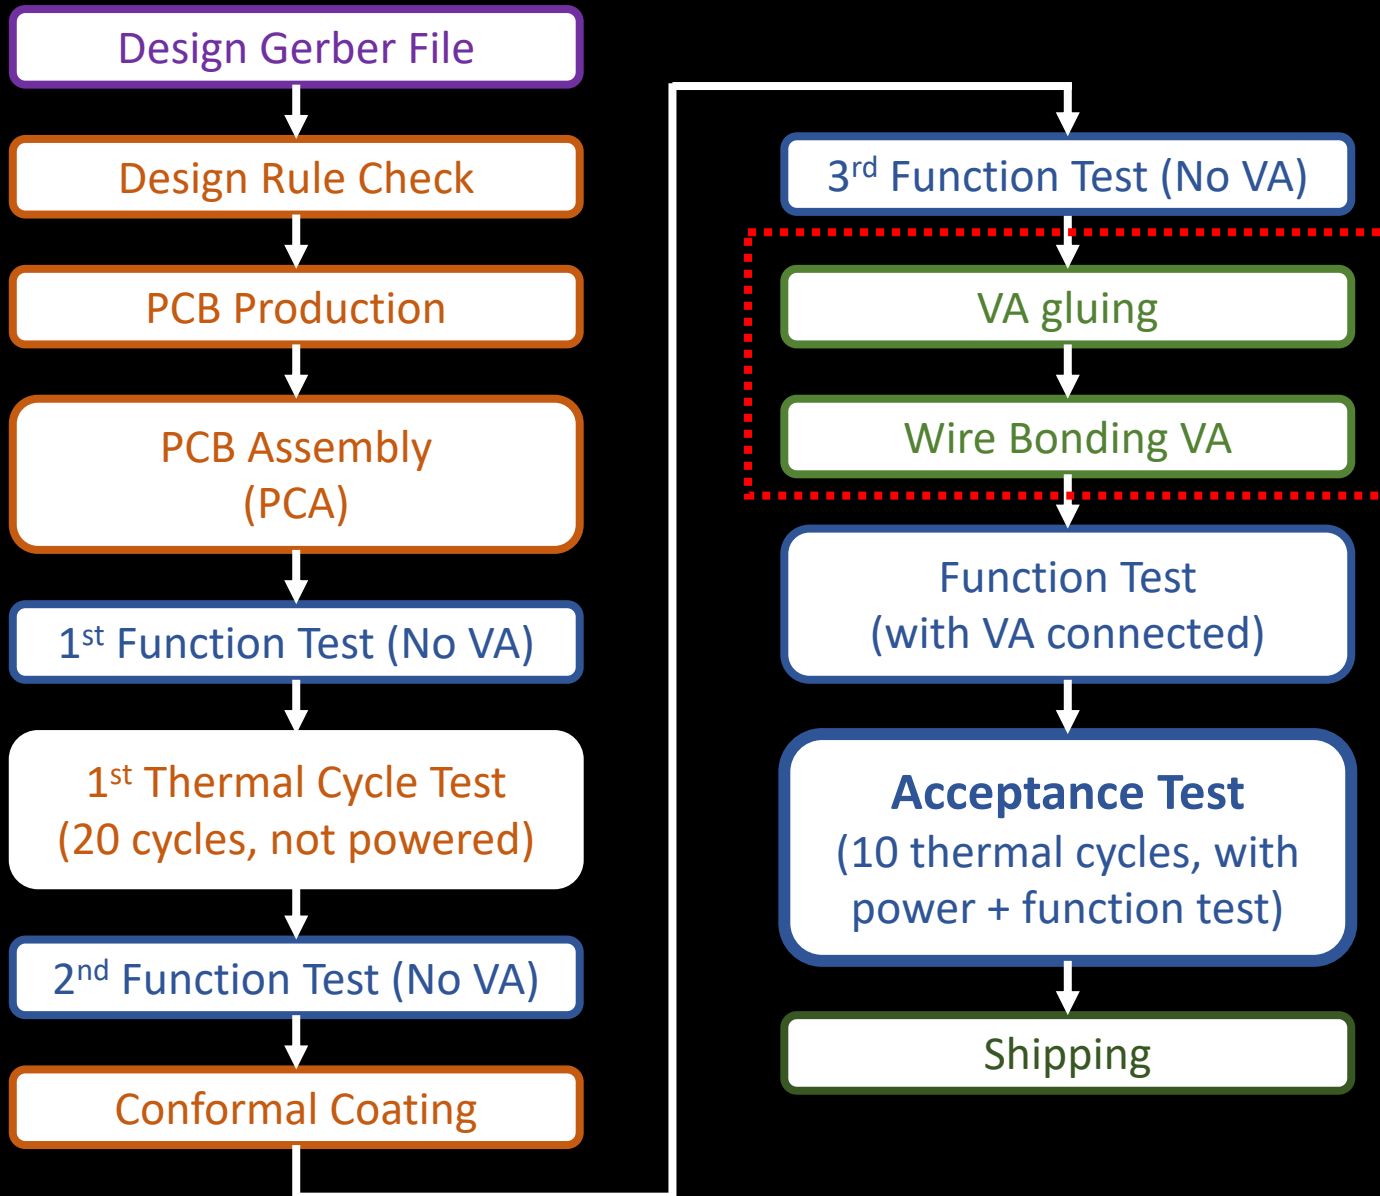 Design Gerber File
Design Rule Check
PCB Production
PCB Assembly
(PCA)
1st Function Test (No VA)
1st Thermal Cycle Test
(20 cycles, not powered)
2nd Function Test (No VA)
Conformal Coating
3rd Function Test (No VA)
VA gluing
Wire Bonding VA
Function Test
(with VA connected)
Acceptance Test
(10 thermal cycles, with
power + function test)
Shipping